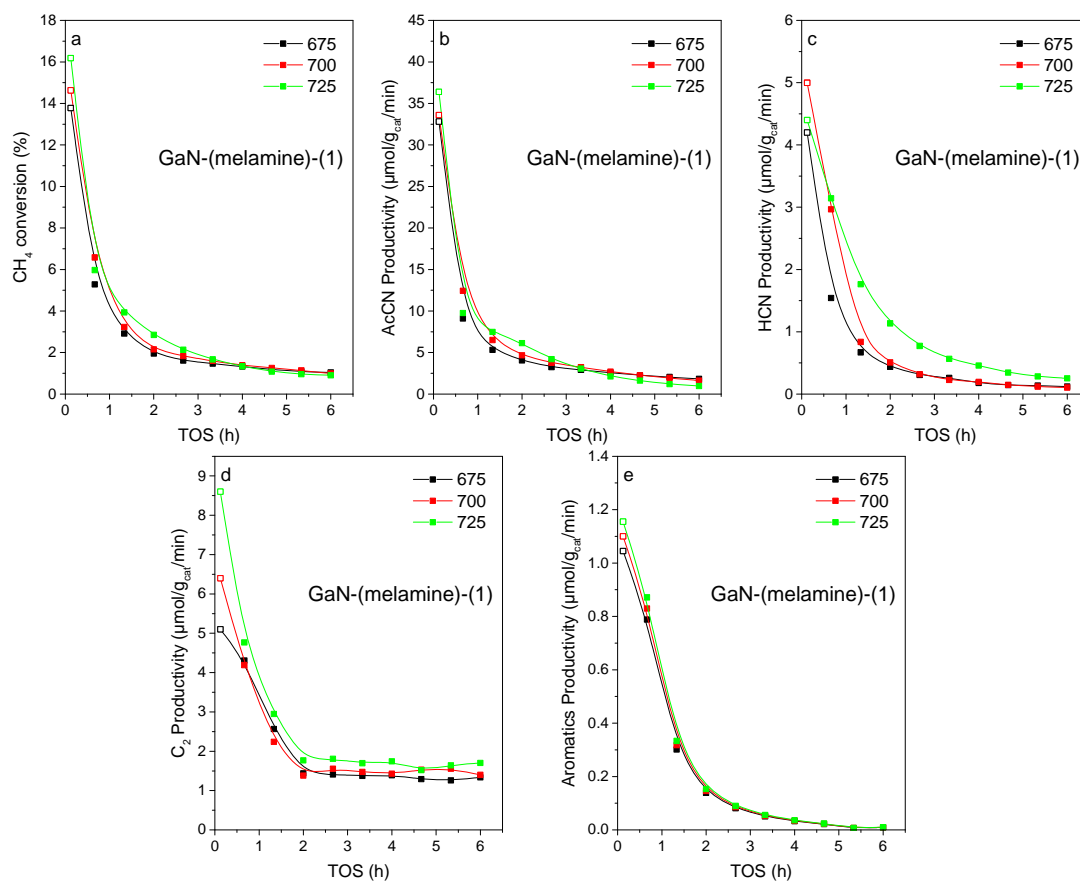 a
675
700
725
GaN-(melamine)-(1)
CH₄ conversion (%)
18
16
14
12
10
8
6
4
2
0
0 1 2 3 4 5 6
TOS (h)
b
675
700
725
GaN-(melamine)-(1)
AcCN Productivity (μmol/g_cat/min)
45
40
35
30
25
20
15
10
5
0
0 1 2 3 4 5 6
TOS (h)
c
675
700
725
GaN-(melamine)-(1)
HCN Productivity (μmol/g_cat/min)
6
5
4
3
2
1
0
0 1 2 3 4 5 6
TOS (h)
d
675
700
725
GaN-(melamine)-(1)
C₂ Productivity (μmol/g_cat/min)
9
8
7
6
5
4
3
2
1
0
0 1 2 3 4 5 6
TOS (h)
e
675
700
725
GaN-(melamine)-(1)
Aromatics Productivity (μmol/g_cat/min)
1.4
1.2
1.0
0.8
0.6
0.4
0.2
0.0
0 1 2 3 4 5 6
TOS (h)